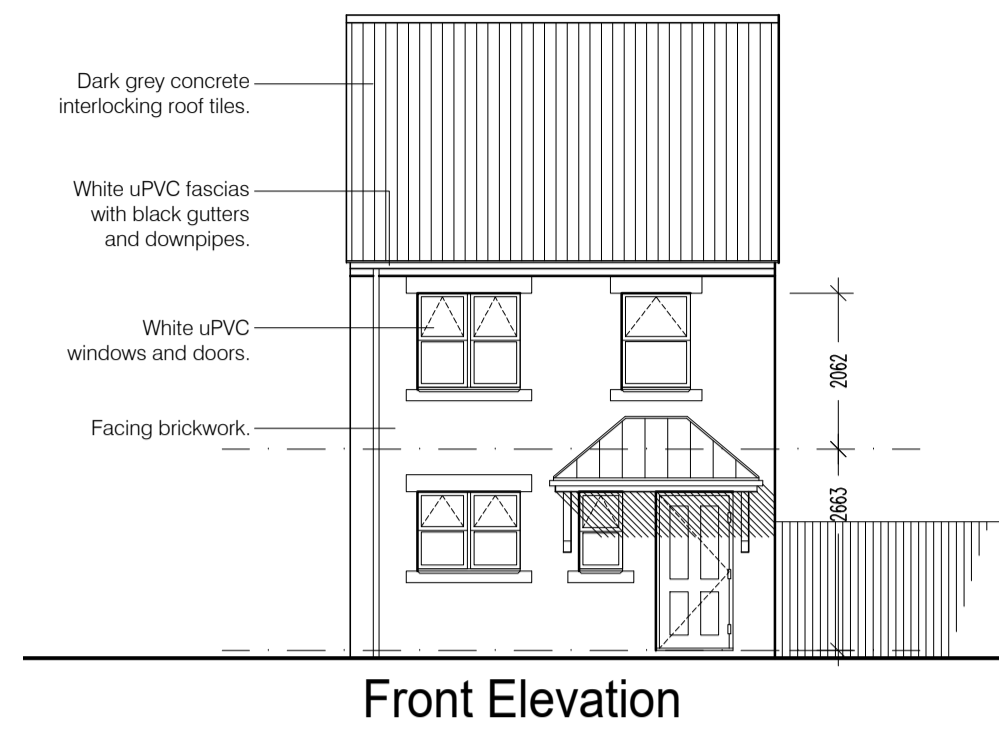 Dark grey concrete
interlocking roof tiles.
White uPVC fascias
with black gutters
and downpipes.
White uPVC
windows and doors.
2062
Facing brickwork.
2663
Front Elevation